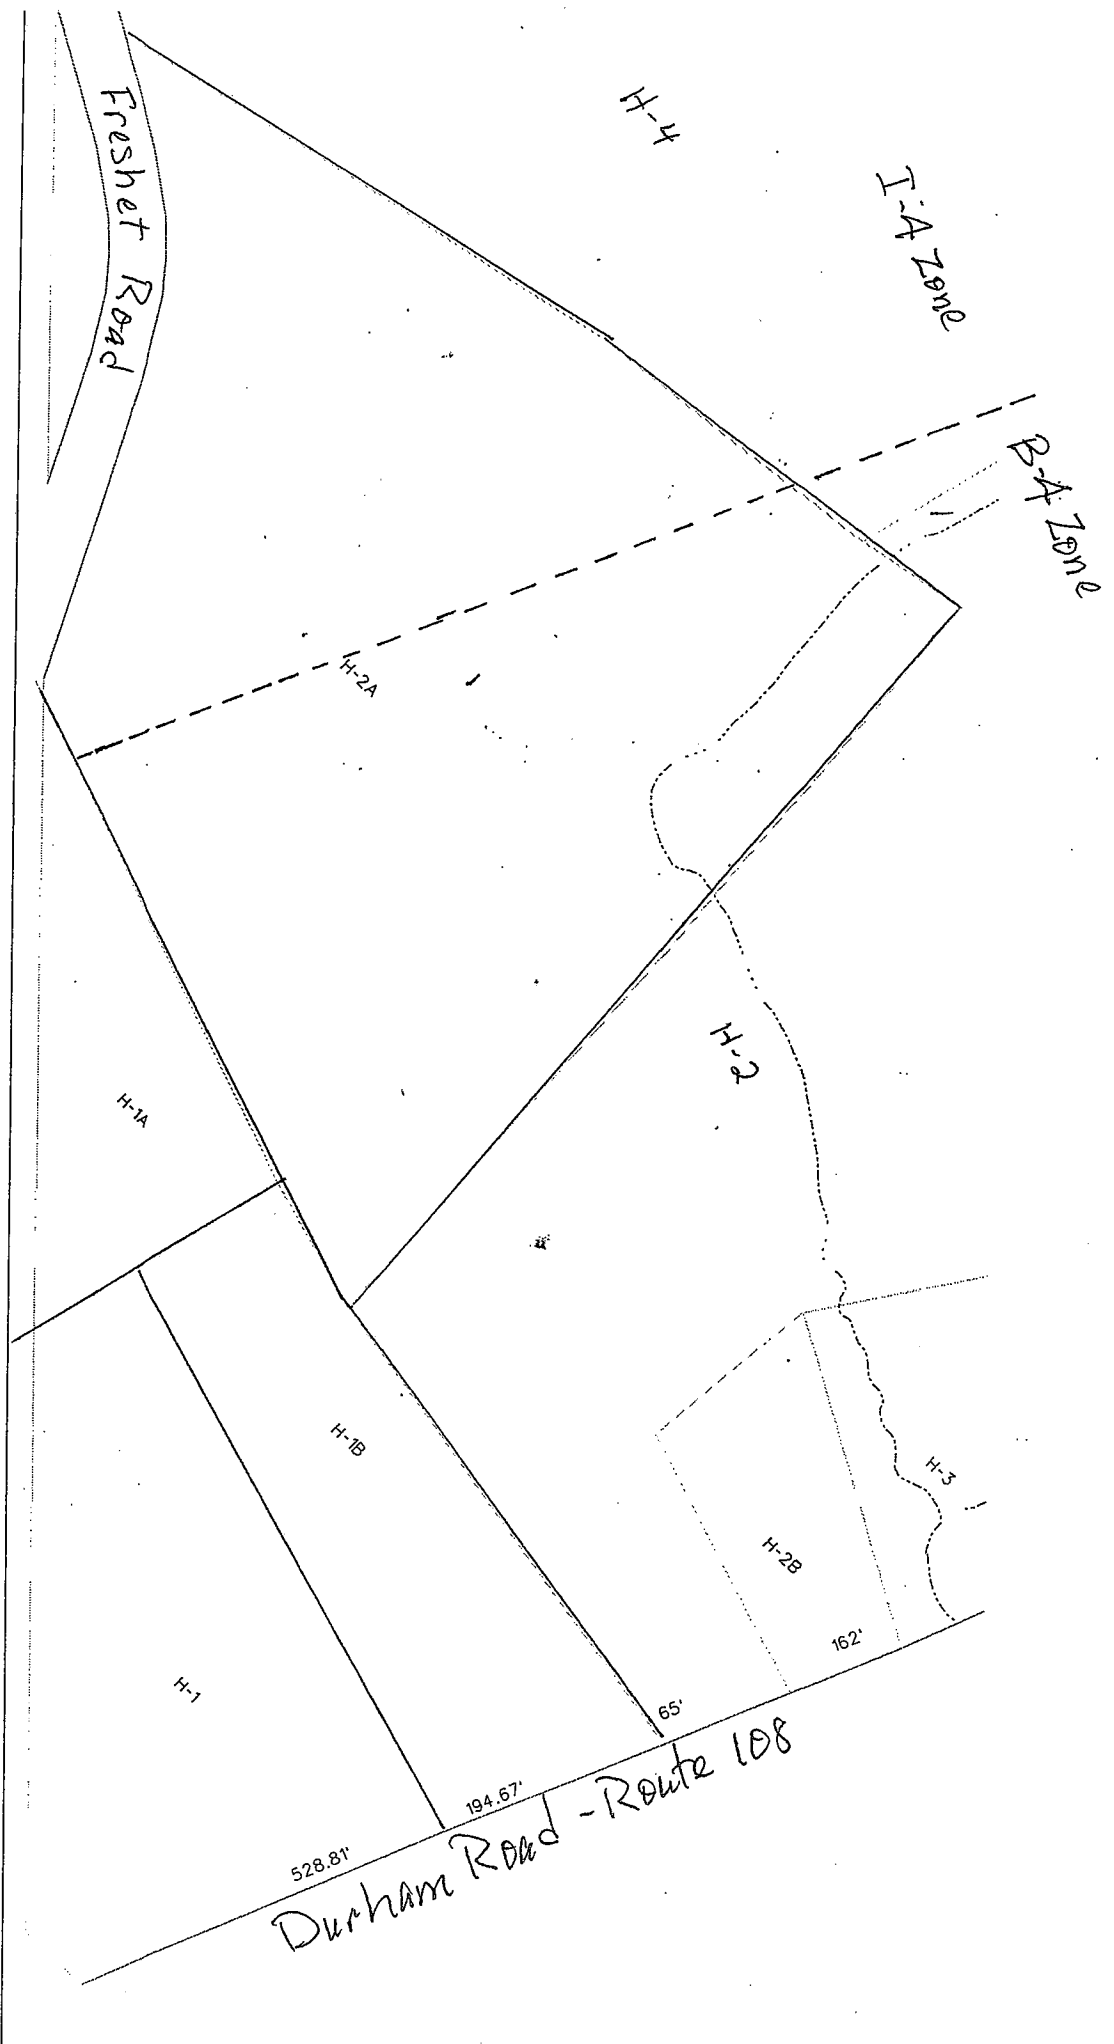 Freshet Road
H-4
I-A Zone
B-A Zone
H-2A
H-2
H-1A
H-1B
H-3
H-2B
H-1
162'
65'
194.67'
528.81'
Durham Road - Route 108